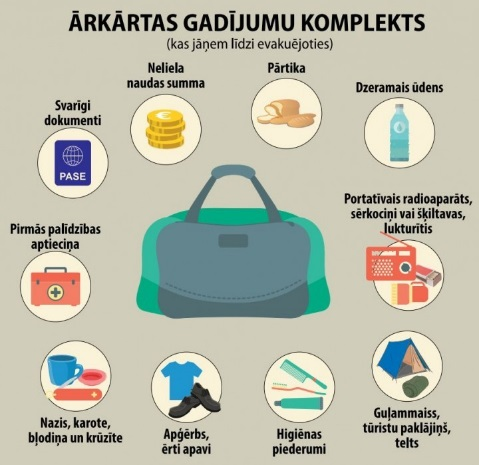 ĀRKĀRTAS GADĪJUMU KOMPLEKTS
(kas jāņem līdzi evakuējoties)
Neliela
naudas summa
Pārtika
Dzeramais ūdens
Svarīgi
dokumenti
PASE
Portatīvais radioaparāts,
sērkociņi vai šķiltavas,
lukturītis
Pirmās palīdzības
aptieciņa
Nazis, karote,
bļodiņa un krūzīte
Apģērbs,
ērti apavi
Higiēnas
piederumi
Guļammaiss,
tūristu paklājiņš,
telts